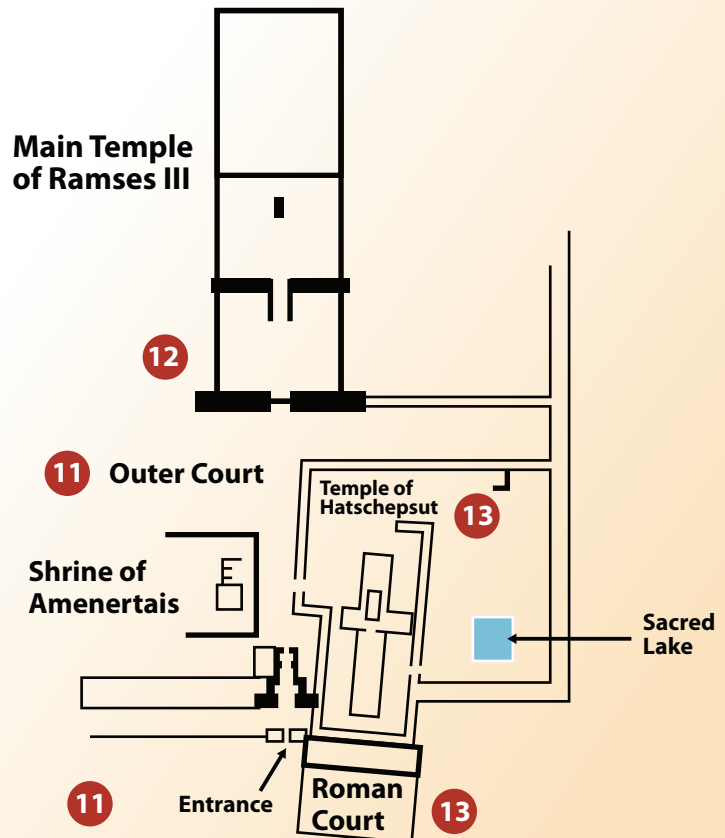 Main Temple
of Ramses III
12
11 Outer Court
Temple of
Hatschepsut
13
Shrine of
Amenertais
Sacred
Lake
11
Entrance
Roman
Court
13